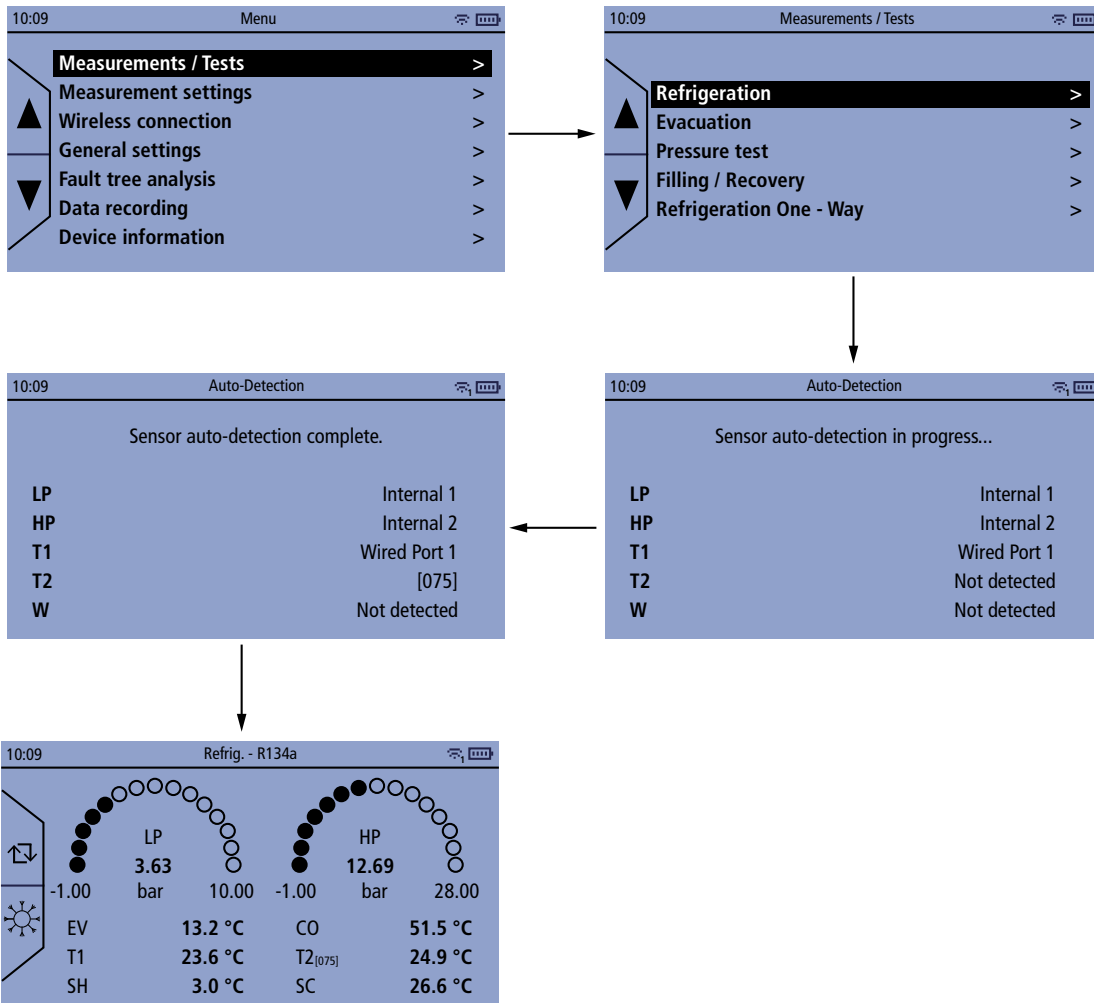 10:09 Menu
Measurements / Tests >
Measurement settings >
Wireless connection >
General settings >
Fault tree analysis >
Data recording >
Device information >
10:09 Measurements / Tests
Refrigeration >
Evacuation >
Pressure test >
Filling / Recovery >
Refrigeration One - Way >
10:09 Auto-Detection 1
Sensor auto-detection in progress...
LP Internal 1
HP Internal 2
T1 Wired Port 1
T2 Not detected
W Not detected
10:09 Auto-Detection 1
Sensor auto-detection complete.
LP Internal 1
HP Internal 2
T1 Wired Port 1
T2 [075]
W Not detected
10:09 Refrig. - R134a 1
LP HP
3.63 12.69
-1.00 bar 10.00 -1.00 bar 28.00
EV 13.2 °C CO 51.5 °C
T1 23.6 °C T2[075] 24.9 °C
SH 3.0 °C SC 26.6 °C